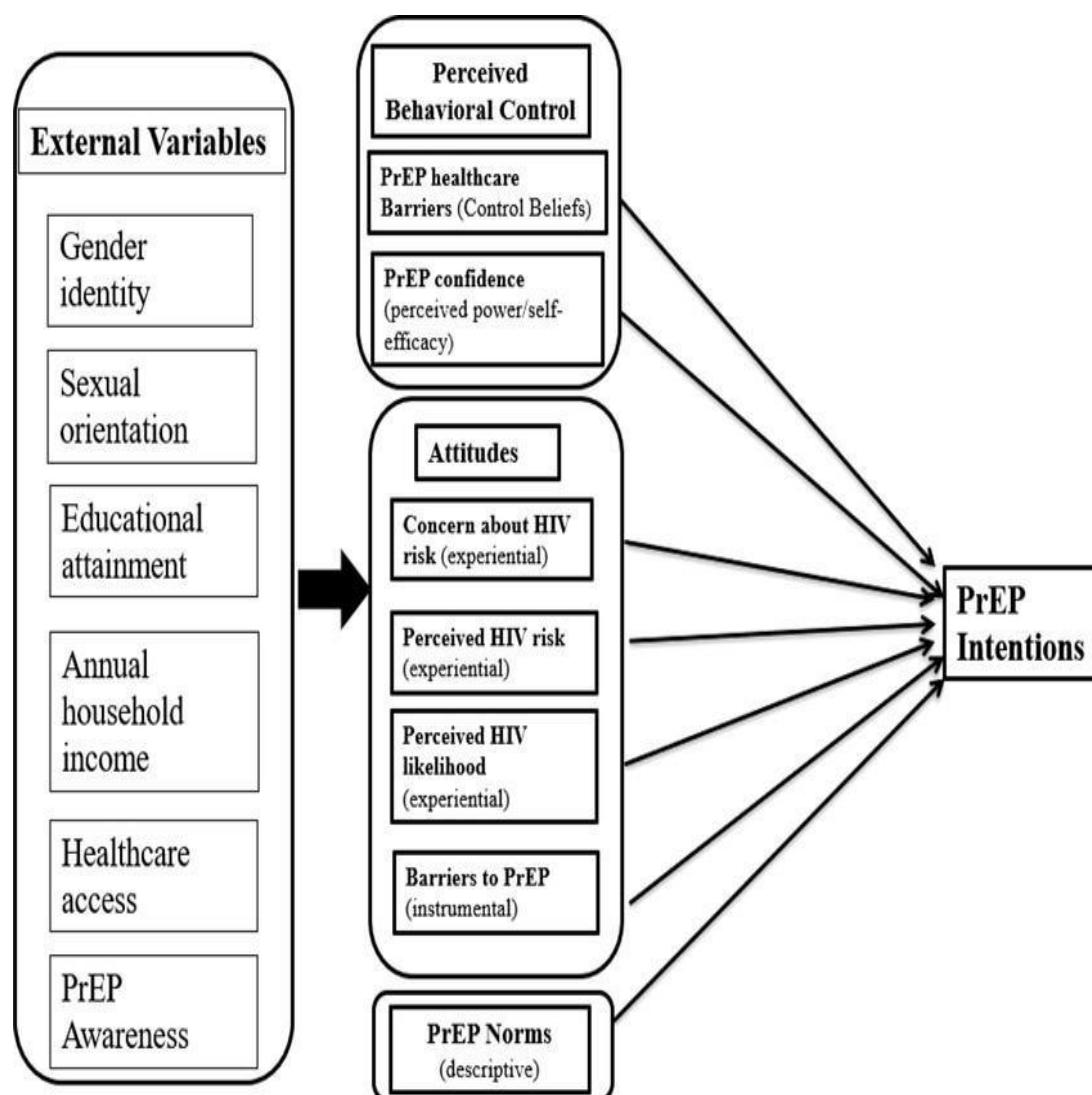 External Variables
Gender
identity
Sexual
orientation
Educational
attainment
Annual
household
income
Healthcare
access
PrEP
Awareness
Perceived
Behavioral Control
PrEP healthcare
Barriers (Control Beliefs)
PrEP confidence
(perceived power/self-
efficacy)
Attitudes
Concern about HIV
risk (experiential)
Perceived HIV risk
(experiential)
Perceived HIV
likelihood
(experiential)
Barriers to PrEP
(instrumental)
PrEP Norms
(descriptive)
PrEP
Intentions